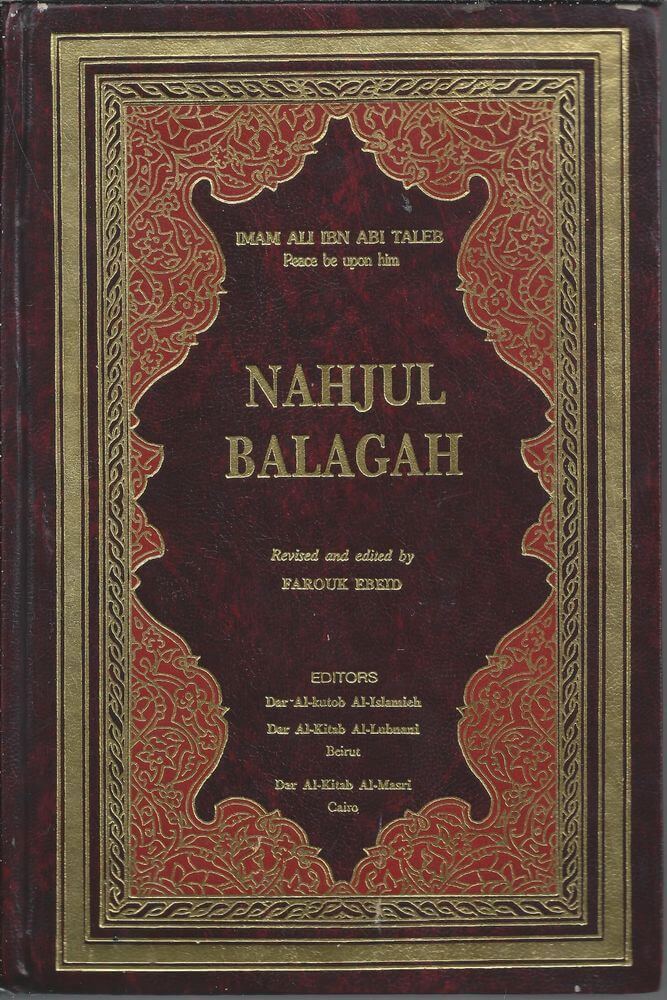 IMAM ALI IBN ABI TALEB
Peace be upon him
NAHJUL
BALAGAH
Revised and edited by
FAROUK EBEID
EDITORS
Dar Al-kutob Al-Islamieh
Dar Al-Kitab Al-Lubnani
Beirut
Dar Al-Kitab Al-Masri
Cairo